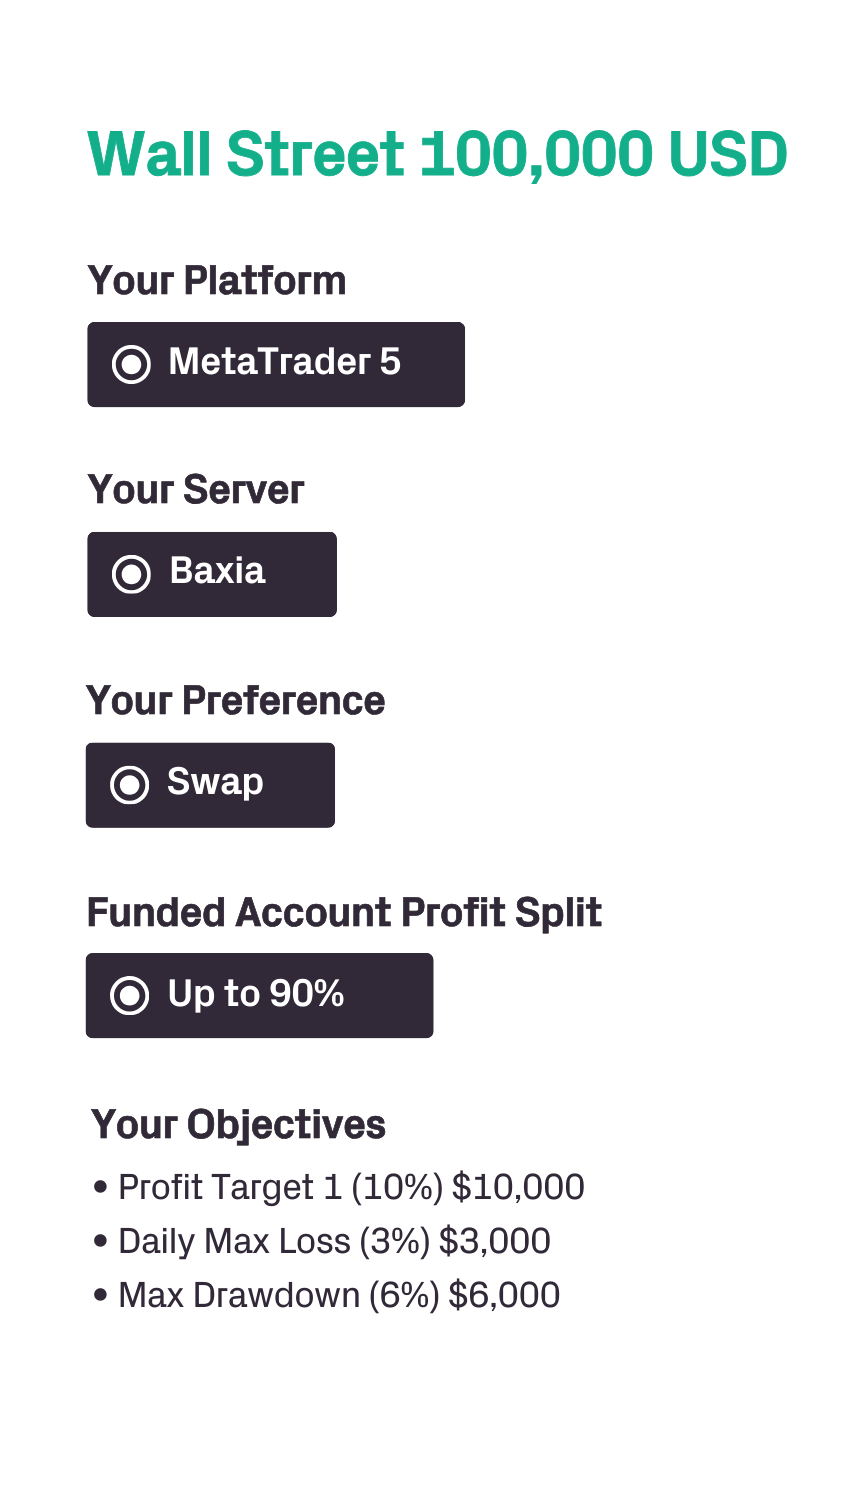 Wall Street 100,000 USD
Your Platform
MetaTrader 5
Your Server
Baxia
Your Preference
Swap
Funded Account Profit Split
Up to 90%
Your Objectives
• Profit Target 1 (10%) $10,000
• Daily Max Loss (3%) $3,000
• Max Drawdown (6%) $6,000